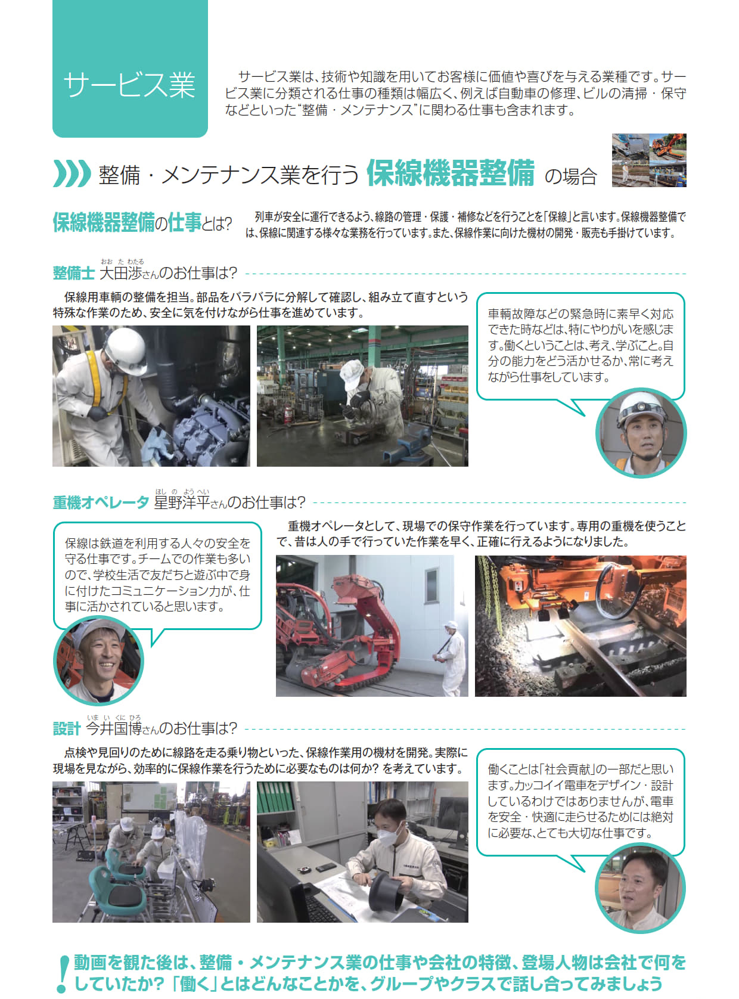 サービス業
サービス業は、技術や知識を用いてお客様に価値や喜びを与える業種です。サー
ビス業に分類される仕事の種類は幅広く、例えば自動車の修理、ビルの清掃・保守
などといった“整備・メンテナンス”に関わる仕事も含まれます。
整備・メンテナンス業を行う 保線機器整備 の場合
保線機器整備の仕事とは?
列車が安全に運行できるよう、線路の管理・保護・補修などを行うことを「保線」と言います。保線機器整備で
は、保線に関連する様々な業務を行っています。また、保線作業に向けた機材の開発・販売も手掛けています。
おお た わたる
整備士 大田渉さんのお仕事は?
保線用車輌の整備を担当。部品をバラバラに分解して確認し、組み立て直すという
特殊な作業のため、安全に気を付けながら仕事を進めています。
車輌故障などの緊急時に素早く対応
できた時などは、特にやりがいを感じま
す。働くということは、考え、学ぶこと。自
分の能力をどう活かせるか、常に考え
ながら仕事をしています。
ほし の よう へい
重機オペレータ 星野洋平さんのお仕事は?
保線は鉄道を利用する人々の安全を
守る仕事です。チームでの作業も多い
ので、学校生活で友だちと遊ぶ中で身
に付けたコミュニケーション力が、仕
事に活かされていると思います。
重機オペレータとして、現場での保守作業を行っています。専用の重機を使うこと
で、昔は人の手で行っていた作業を早く、正確に行えるようになりました。
いま い くに ひろ
設計 今井国博さんのお仕事は?
点検や見回りのために線路を走る乗り物といった、保線作業用の機材を開発。実際に
現場を見ながら、効率的に保線作業を行うために必要なものは何か? を考えています。
働くことは「社会貢献」の一部だと思い
ます。カッコイイ電車をデザイン・設計
しているわけではありませんが、電車
を安全・快適に走らせるためには絶対
に必要な、とても大切な仕事です。
! 動画を観た後は、整備・メンテナンス業の仕事や会社の特徴、登場人物は会社で何を
していたか? 「働く」とはどんなことかを、グループやクラスで話し合ってみましょう